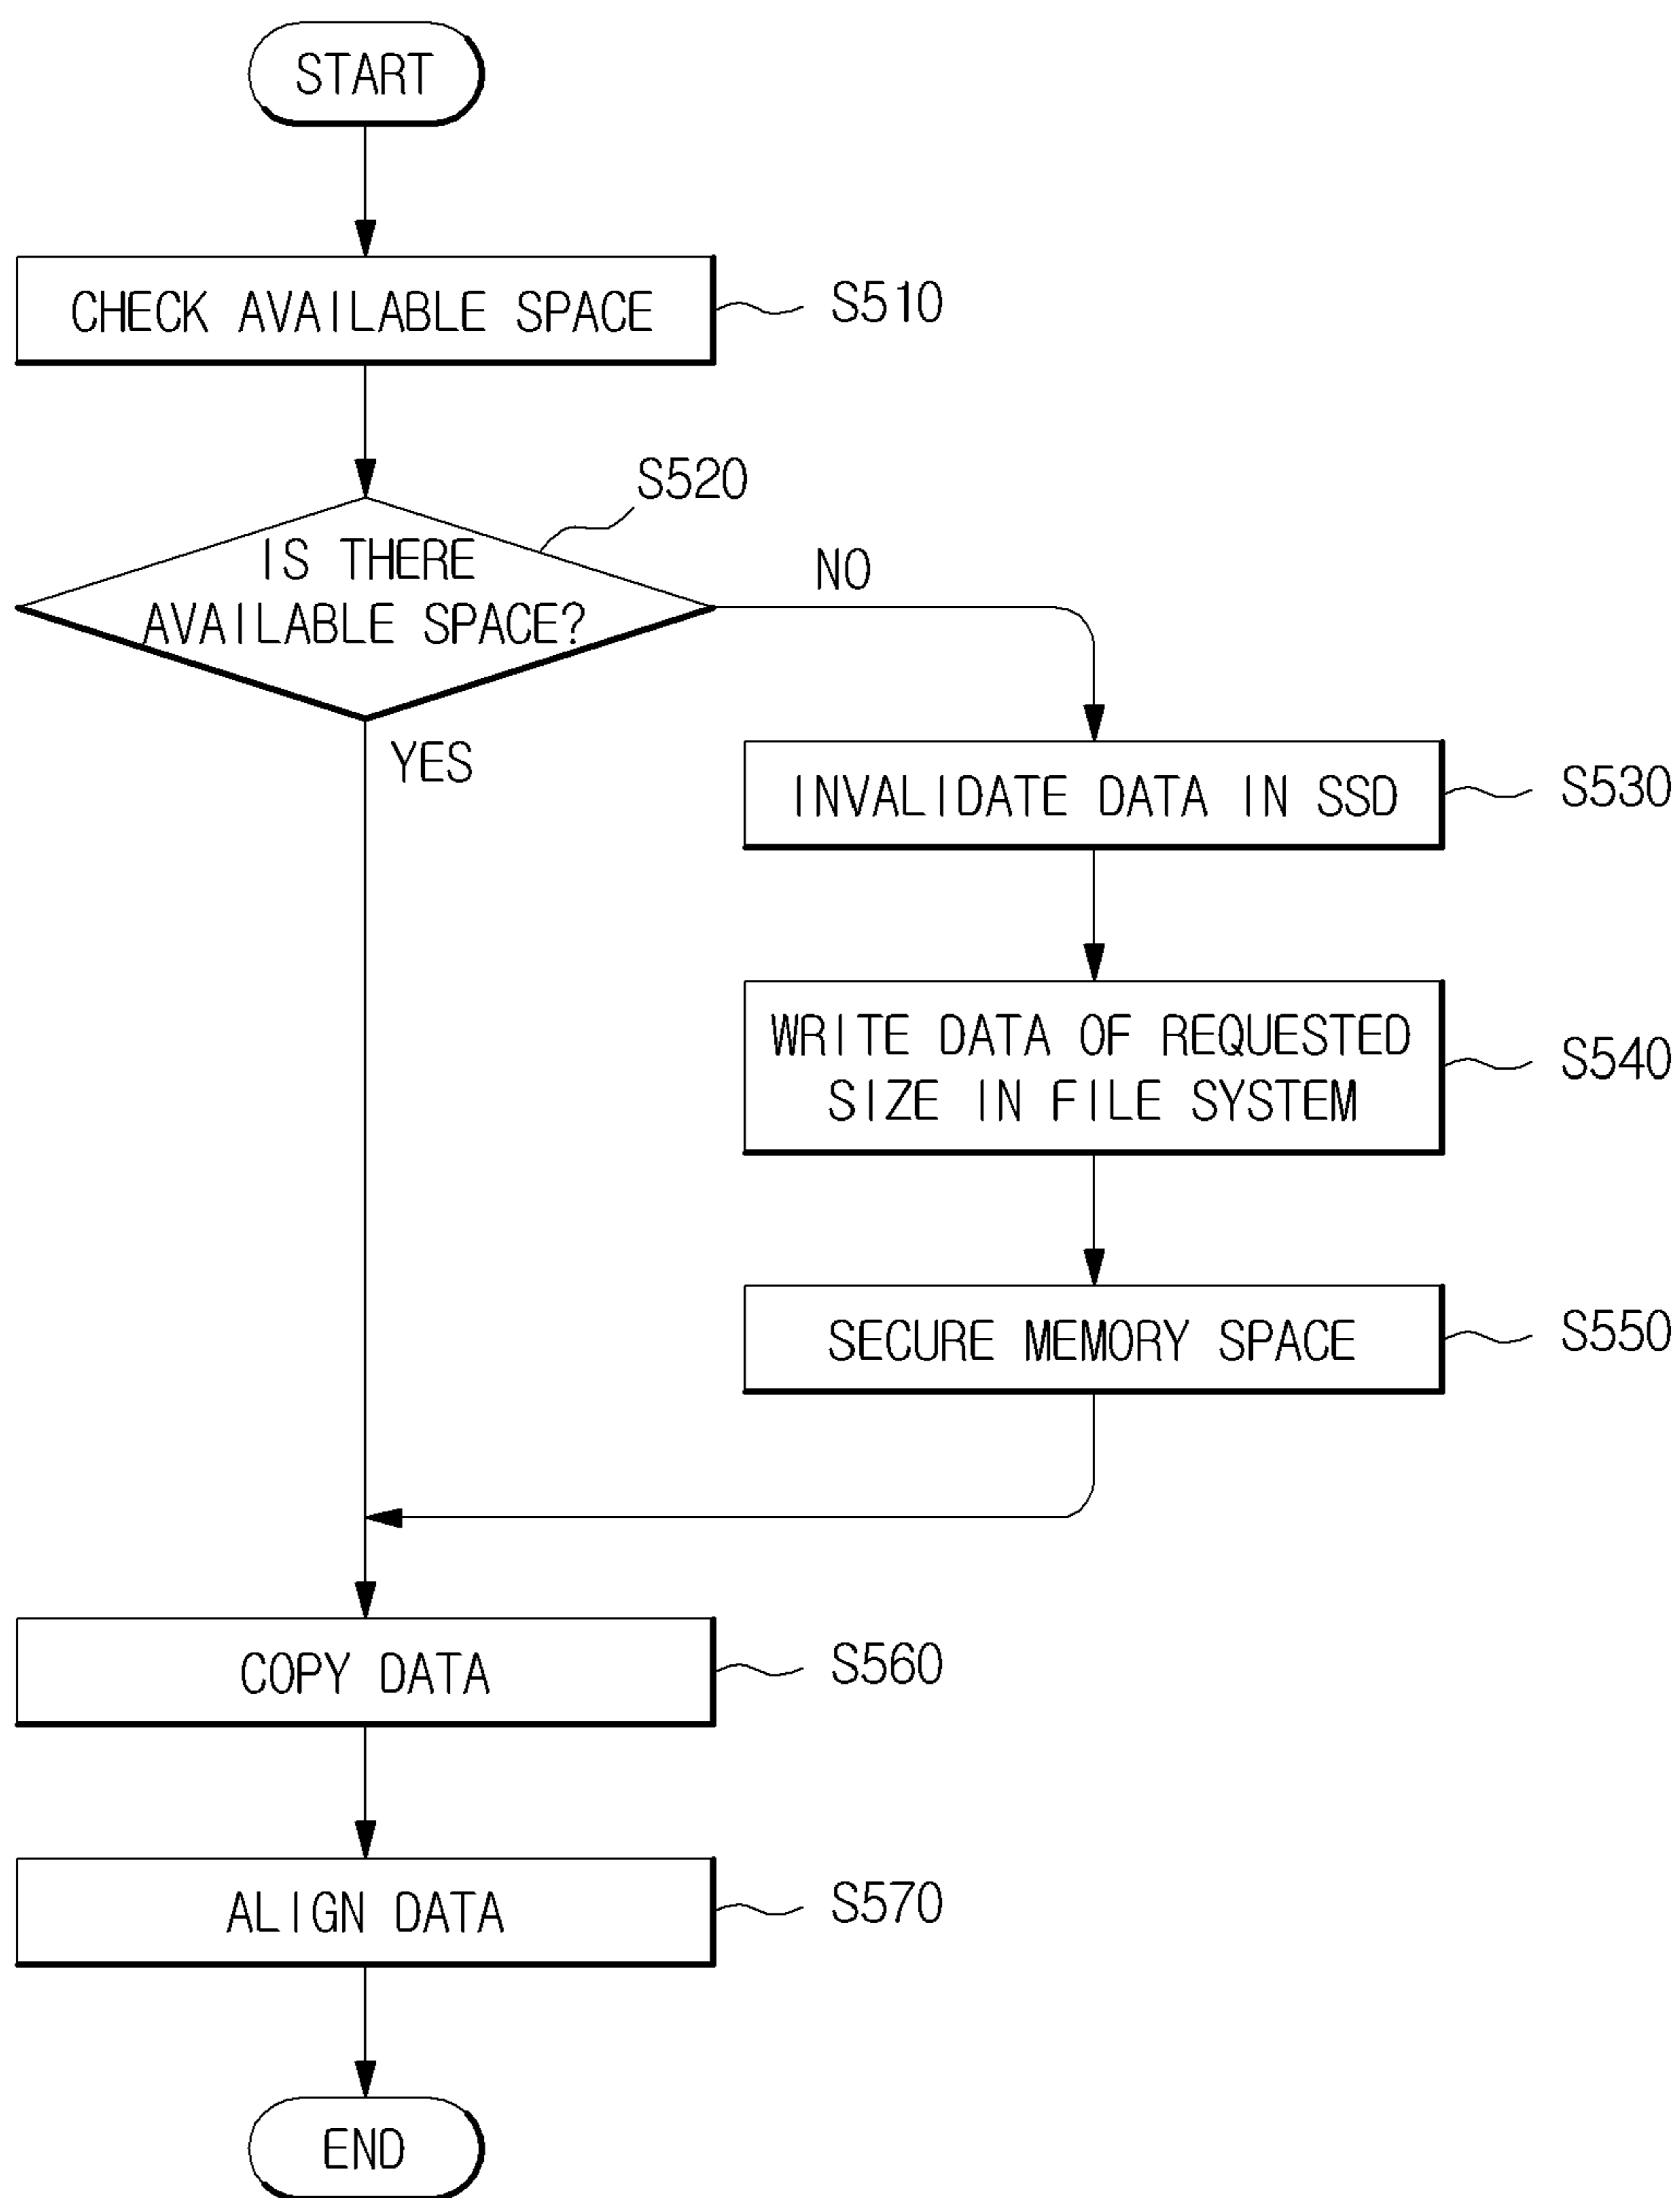 START
CHECK AVAILABLE SPACE
S510
S520
IS THERE
AVAILABLE SPACE?
NO
YES
INVALIDATE DATA IN SSD
S530
WRITE DATA OF REQUESTED
SIZE IN FILE SYSTEM
S540
SECURE MEMORY SPACE
S550
COPY DATA
S560
ALIGN DATA
S570
END